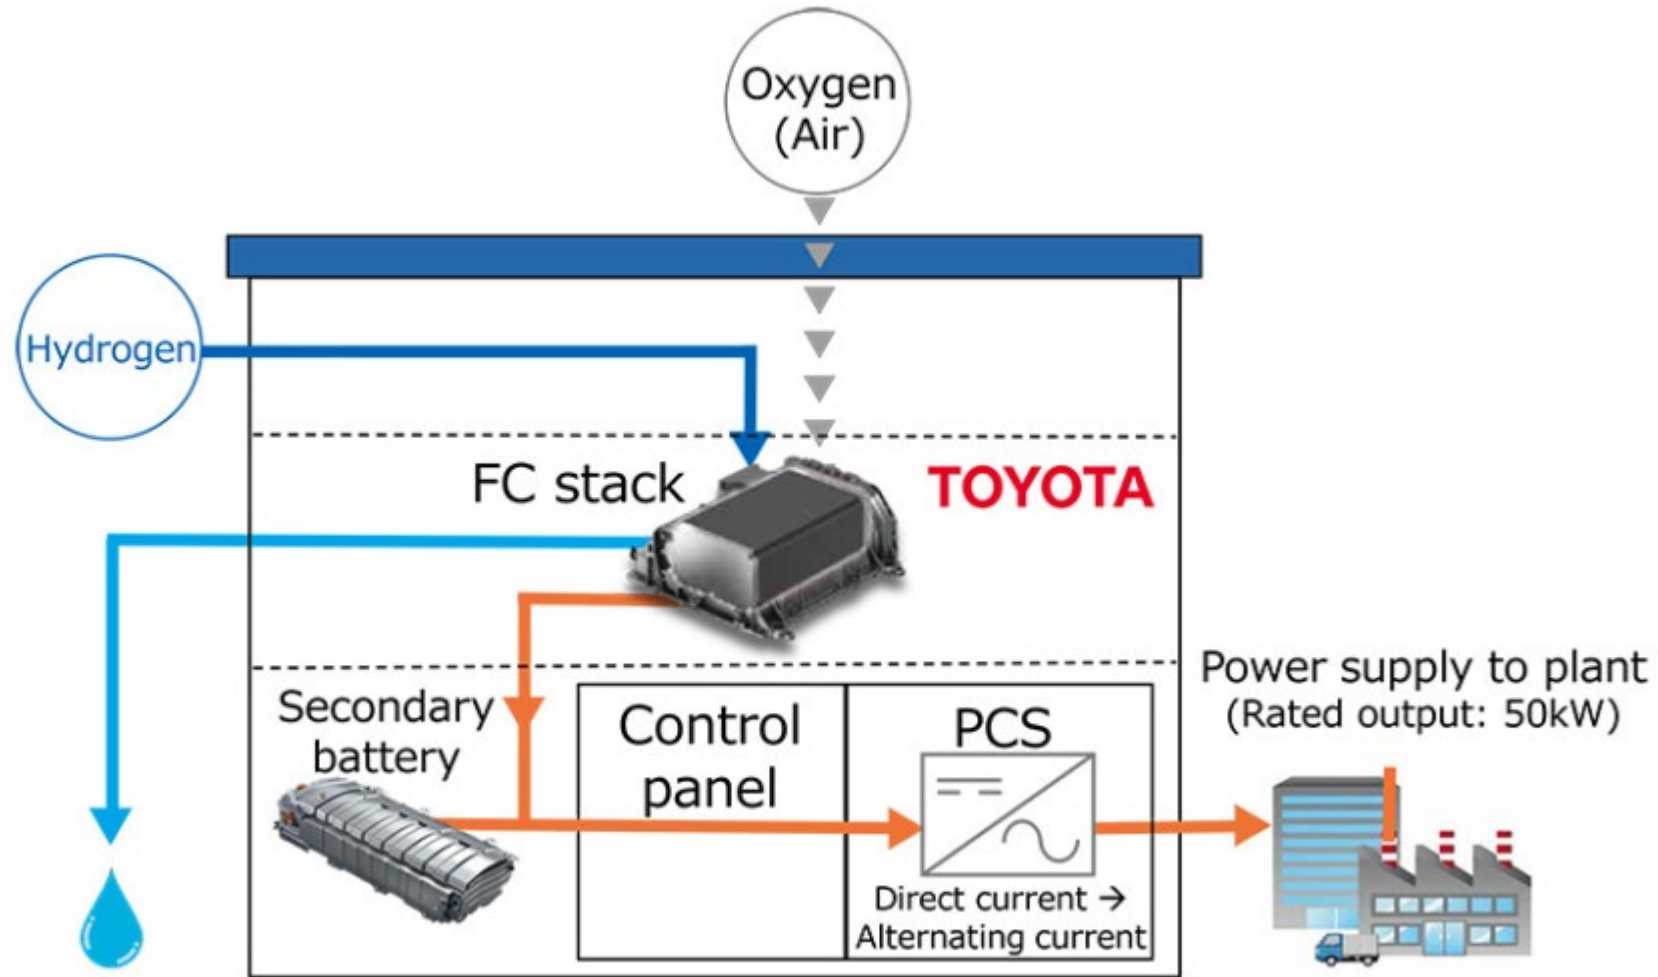 Oxygen
(Air)
Hydrogen
FC stack
TOYOTA
Secondary
battery
Control
panel
PCS
Direct current →
Alternating current
Power supply to plant
(Rated output: 50kW)